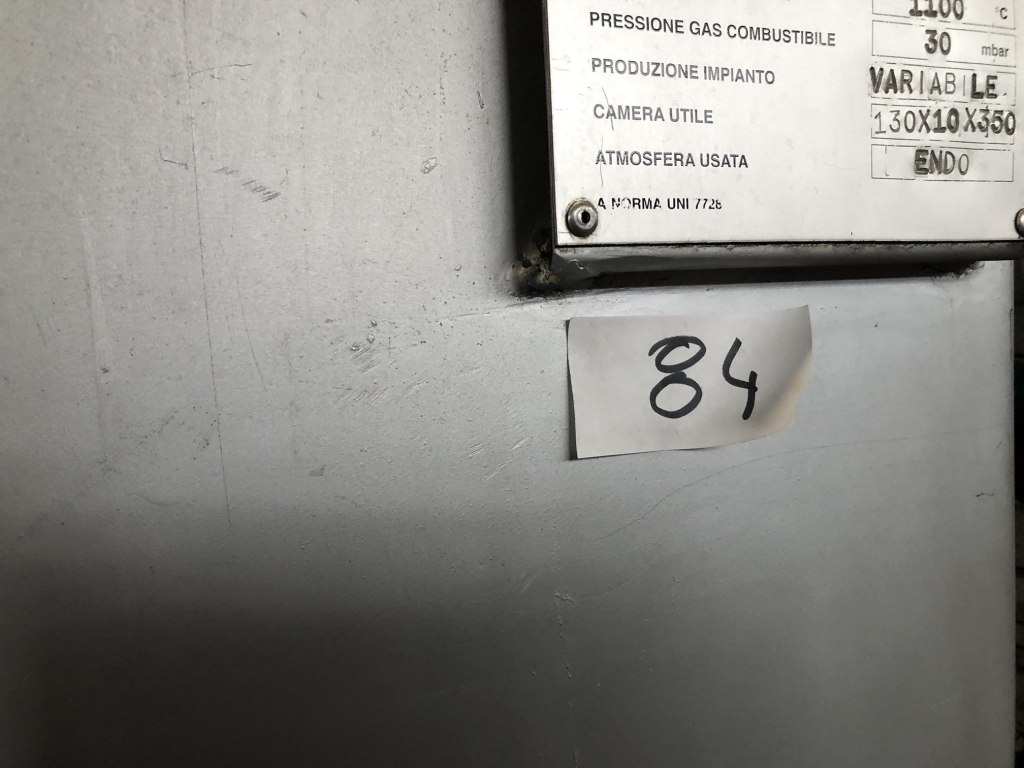 1100 °C
PRESSIONE GAS COMBUSTIBILE 30 mbar
PRODUZIONE IMPIANTO VARIABILE
CAMERA UTILE 130X10X350
ATMOSFERA USATA ENDO
A NORMA UNI 7728
84